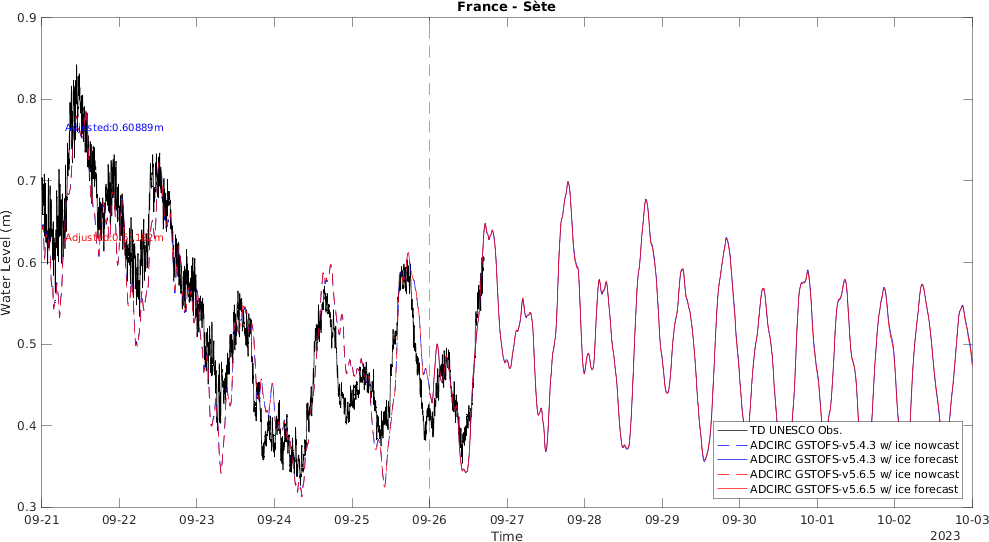 France - Sète
0.9
0.8
0.7
0.6
0.5
0.4
0.3
Water Level (m)
Adjusted:0.60889m
09-21
09-22
09-23
09-24
09-25
09-26
09-27
09-28
09-29
09-30
10-01
10-02
10-03
Time
2023
TD UNESCO Obs.
ADCIRC GSTOFS-v5.4.3 w/ ice nowcast
ADCIRC GSTOFS-v5.4.3 w/ ice forecast
ADCIRC GSTOFS-v5.6.5 w/ ice nowcast
ADCIRC GSTOFS-v5.6.5 w/ ice forecast